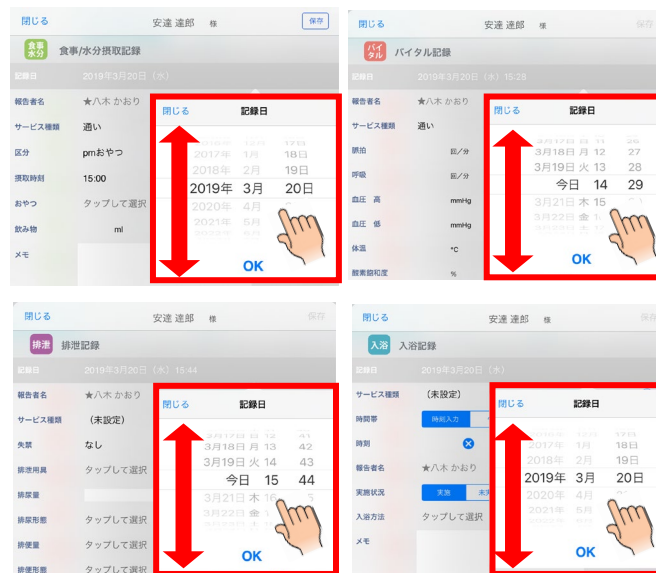 閉じる 安達 達郎 様 保存
食事水分 食事/水分摂取記録
記録日 2019年3月20日（水）
報告者名 ★八木 かおり
サービス種類 通い
区分 pmおやつ
摂取時刻 15:00
おやつ タップして選択
飲み物 ml
メモ
閉じる 記録日
2017年 1月 18日
2018年 2月 19日
2019年 3月 20日
2020年 4月
2021年 5月
OK
閉じる 安達 達郎 様 保存
バイタル バイタル記録
記録日 2019年3月20日（水）15:28
報告者名 ★八木 かおり
サービス種類 通い
脈拍 回／分
呼吸 回／分
血圧 高 mmHg
血圧 低 mmHg
体温 ℃
酸素飽和度 %
閉じる 記録日
3月17日 日 11 26
3月18日 月 12 27
3月19日 火 13 28
今日 14 29
3月21日 木 15
3月22日 金
OK
閉じる 安達 達郎 様 保存
排泄 排泄記録
記録日 2019年3月20日（水）15:44
報告者名 ★八木 かおり
サービス種類 （未設定）
失禁 なし
排泄用具 タップして選択
排尿量
排尿形態 タップして選択
排便量 タップして選択
排便形態 タップして選択
閉じる 記録日
3月17日 日 12 41
3月18日 月 13 42
3月19日 火 14 43
今日 15 44
3月21日 木 16
3月22日 金
OK
閉じる 安達 達郎 様 保存
入浴 入浴記録
記録日 2019年3月20日（水）
サービス種類 （未設定）
時間帯 時刻入力
時刻
報告者名 ★八木 かおり
実施状況 実施
入浴方法 タップして選択
メモ
閉じる 記録日
2017年 1月 18日
2018年 2月 19日
2019年 3月 20日
2020年 4月
2021年 5月
OK